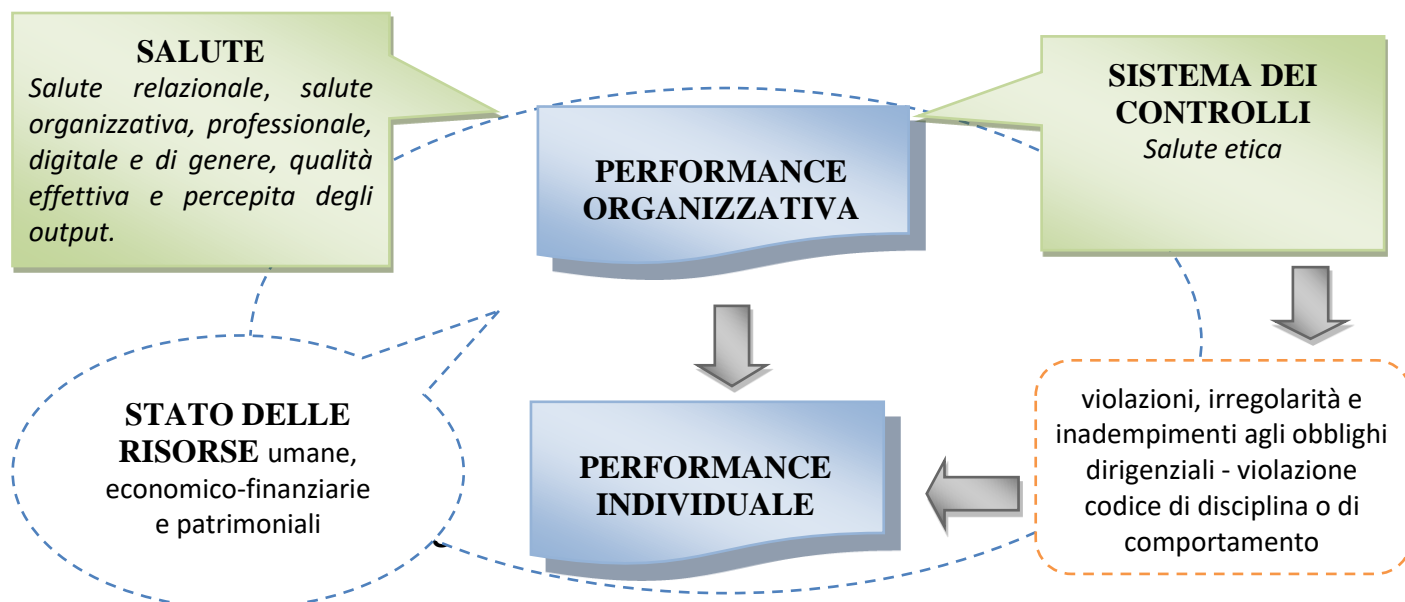 SALUTE
Salute relazionale, salute
organizzativa, professionale,
digitale e di genere, qualità
effettiva e percepita degli
output.
PERFORMANCE
ORGANIZZATIVA
SISTEMA DEI
CONTROLLI
Salute etica
STATO DELLE
RISORSE umane,
economico-finanziarie
e patrimoniali
PERFORMANCE
INDIVIDUALE
violazioni, irregolarità e
inadempimenti agli obblighi
dirigenziali - violazione
codice di disciplina o di
comportamento